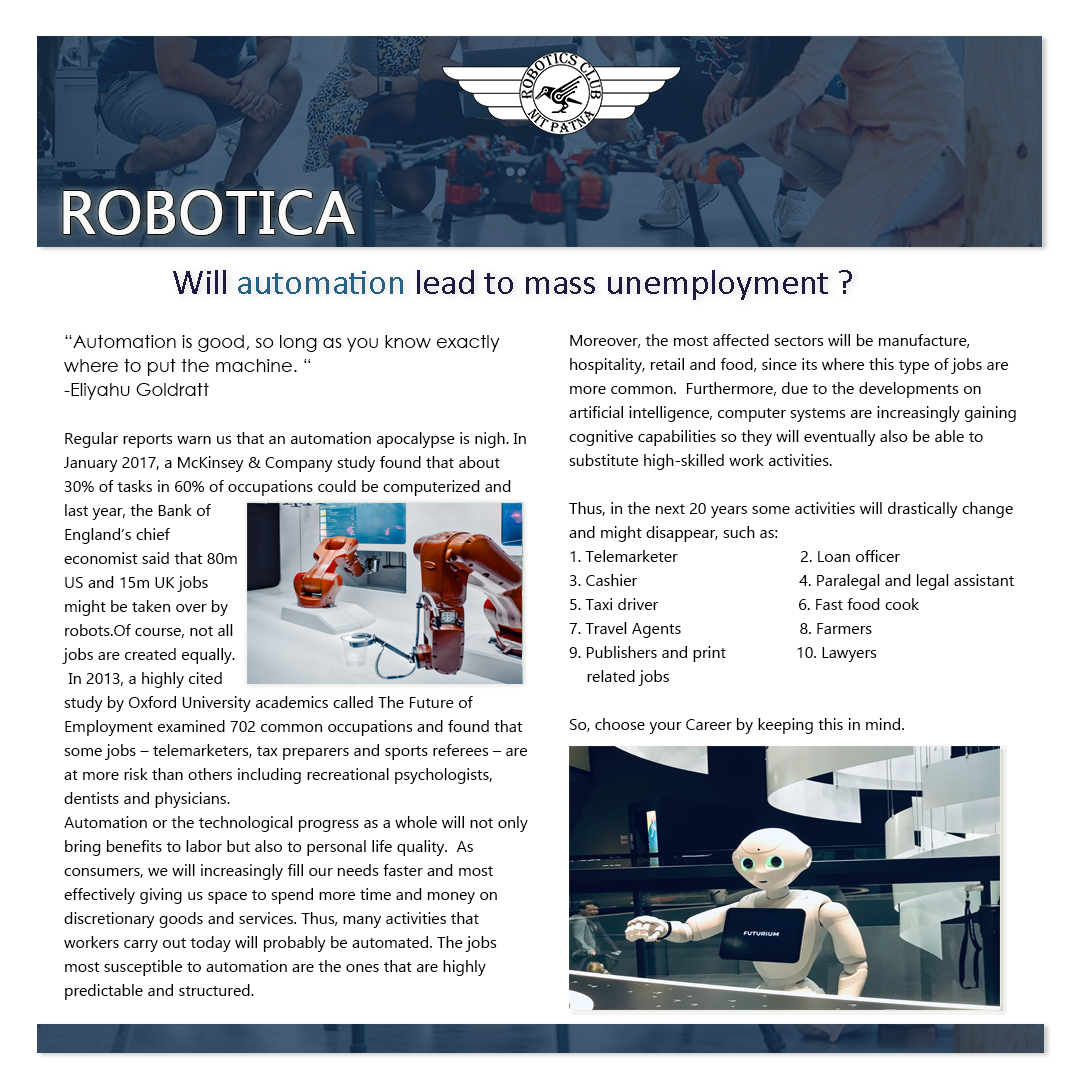 ROBOTICS CLUB
NIT PATNA
ROBOTICA
Will automation lead to mass unemployment ?
“Automation is good, so long as you know exactly
where to put the machine. “
-Eliyahu Goldratt
Regular reports warn us that an automation apocalypse is nigh. In
January 2017, a McKinsey & Company study found that about
30% of tasks in 60% of occupations could be computerized and
last year, the Bank of
England’s chief
economist said that 80m
US and 15m UK jobs
might be taken over by
robots.Of course, not all
jobs are created equally.
In 2013, a highly cited
study by Oxford University academics called The Future of
Employment examined 702 common occupations and found that
some jobs – telemarketers, tax preparers and sports referees – are
at more risk than others including recreational psychologists,
dentists and physicians.
Automation or the technological progress as a whole will not only
bring benefits to labor but also to personal life quality.  As
consumers, we will increasingly fill our needs faster and most
effectively giving us space to spend more time and money on
discretionary goods and services. Thus, many activities that
workers carry out today will probably be automated. The jobs
most susceptible to automation are the ones that are highly
predictable and structured.
Moreover, the most affected sectors will be manufacture,
hospitality, retail and food, since its where this type of jobs are
more common.  Furthermore, due to the developments on
artificial intelligence, computer systems are increasingly gaining
cognitive capabilities so they will eventually also be able to
substitute high-skilled work activities.
Thus, in the next 20 years some activities will drastically change
and might disappear, such as:
1. Telemarketer 2. Loan officer
3. Cashier 4. Paralegal and legal assistant
5. Taxi driver 6. Fast food cook
7. Travel Agents 8. Farmers
9. Publishers and print 10. Lawyers
related jobs
So, choose your Career by keeping this in mind.
FUTURIUM